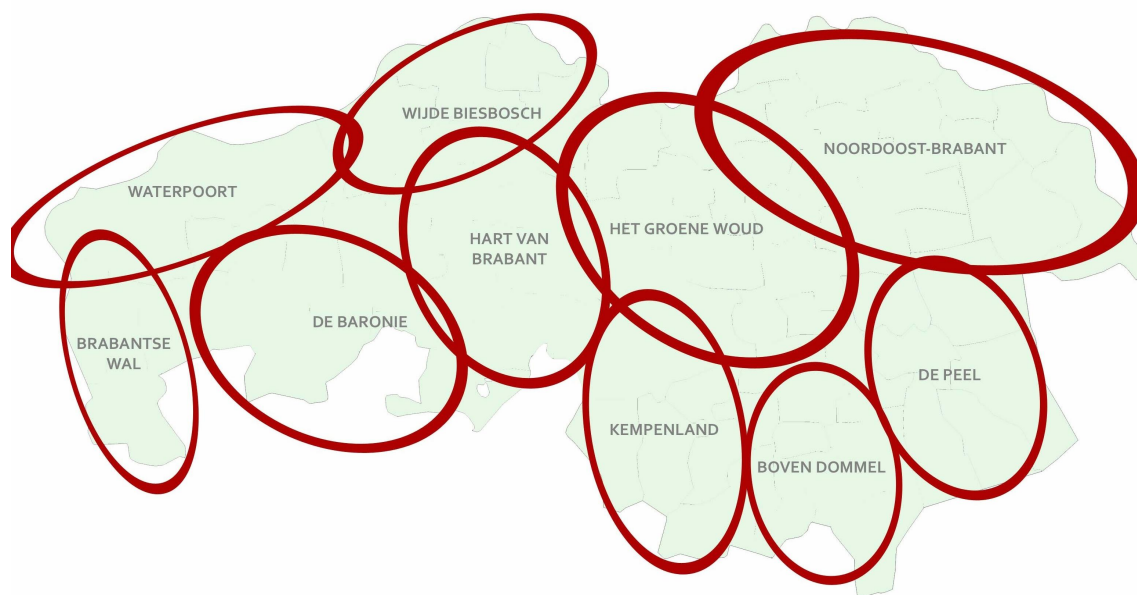 WIJDE BIESBOSCH
NOORDOOST-BRABANT
WATERPOORT
HART VAN
BRABANT
HET GROENE WOUD
DE BARONIE
BRABANTSE
WAL
DE PEEL
KEMPENLAND
BOVEN DOMMEL